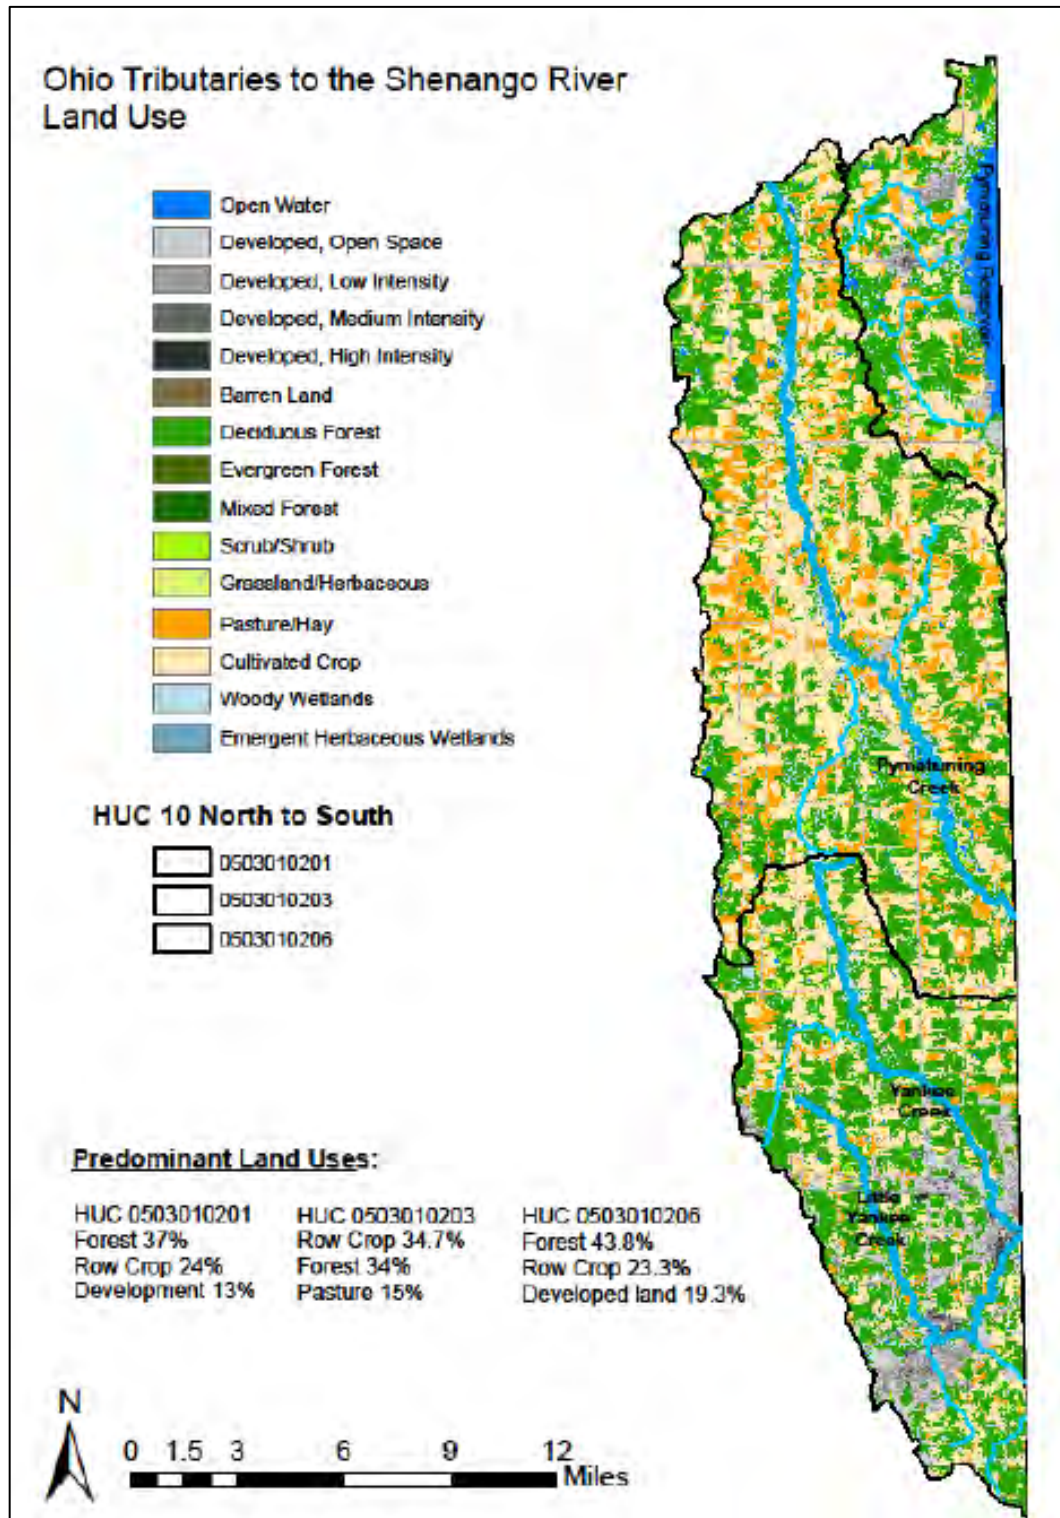 Ohio Tributaries to the Shenango River
Land Use
Open Water
Developed, Open Space
Developed, Low Intensity
Developed, Medium Intensity
Developed, High Intensity
Barren Land
Deciduous Forest
Evergreen Forest
Mixed Forest
Scrub/Shrub
Grassland/Herbaceous
Pasture/Hay
Cultivated Crop
Woody Wetlands
Emergent Herbaceous Wetlands
HUC 10 North to South
0503010201
0503010203
0503010206
Pymatuning Reservoir
Pymatuning
Creek
Yankee
Creek
Little
Yankee
Creek
Predominant Land Uses:
HUC 0503010201
Forest 37%
Row Crop 24%
Development 13%
HUC 0503010203
Row Crop 34.7%
Forest 34%
Pasture 15%
HUC 0503010206
Forest 43.8%
Row Crop 23.3%
Developed land 19.3%
N
0 1.5 3 6 9 12
Miles